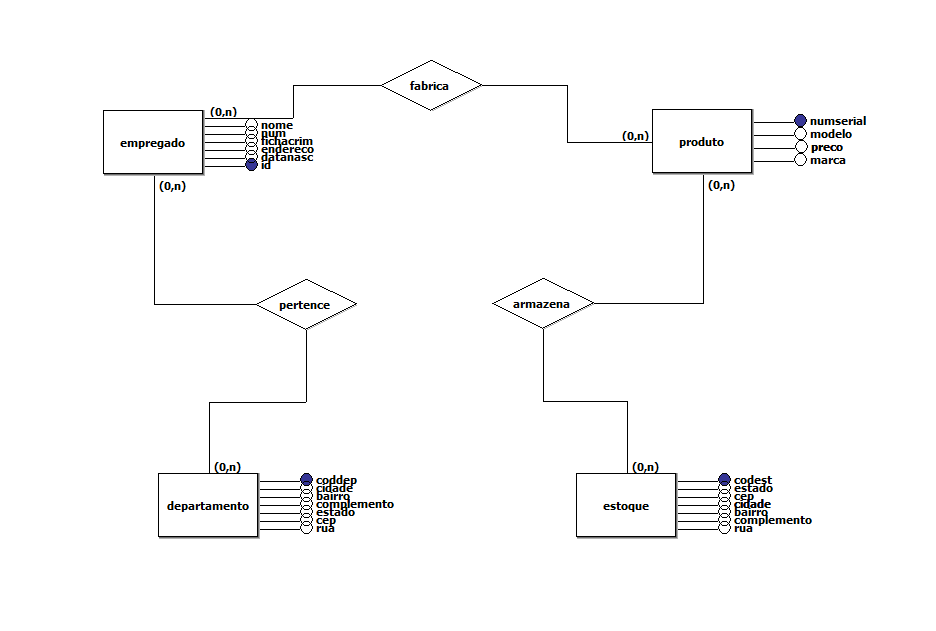 fabrica
(0,n)
empregado
nome
num
fichacrim
endereco
datanasc
id
(0,n)
(0,n)
produto
numserial
modelo
preco
marca
(0,n)
pertence
armazena
(0,n)
departamento
coddep
cidade
bairro
complemento
estado
cep
rua
(0,n)
estoque
codest
estado
cep
cidade
bairro
complemento
rua